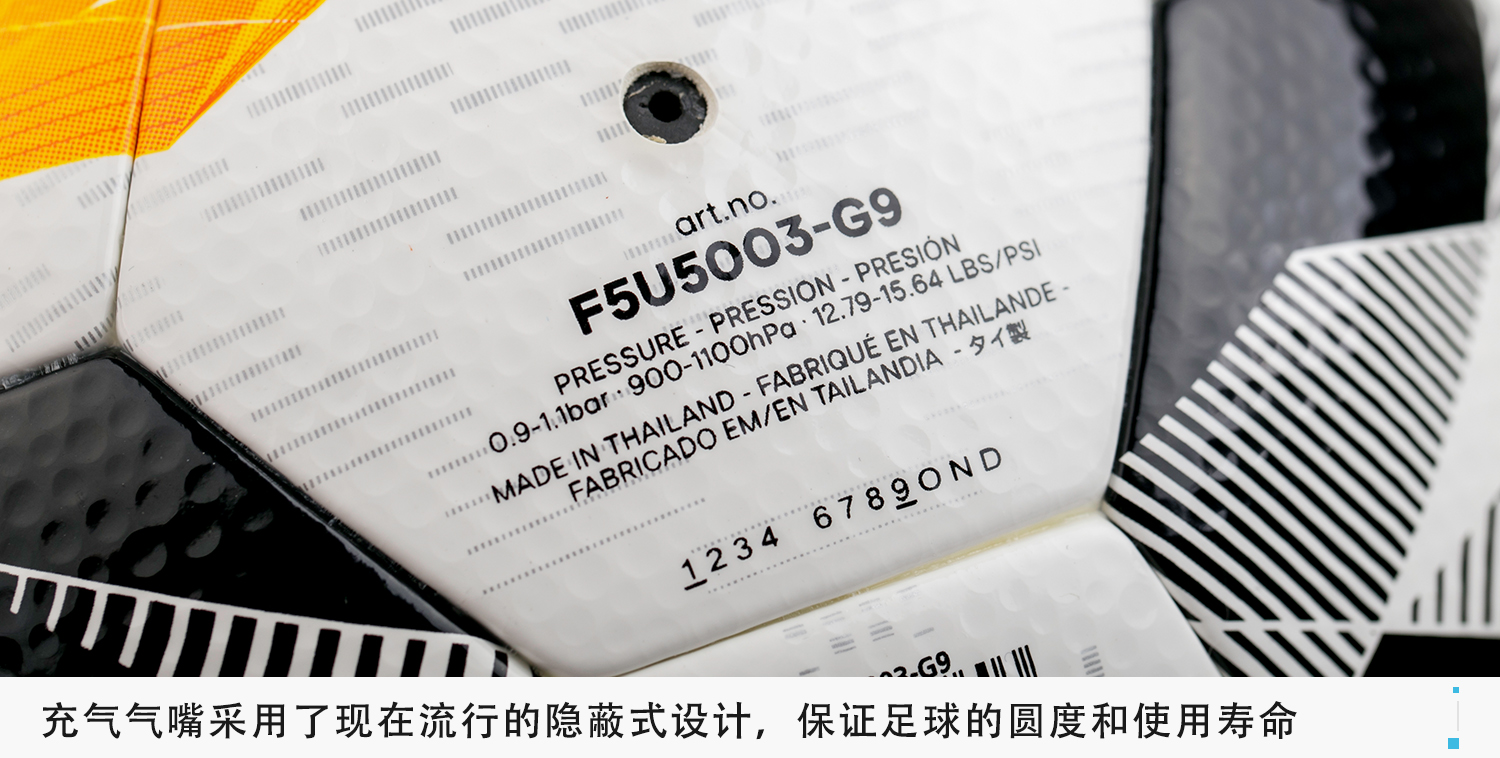 art.no.
F5U5003-G9
PRESSURE - PRESSION - PRESIÓN
0.9-1.1bar · 900-1100hPa · 12.79-15.64 LBS/PSI
MADE IN THAILAND - FABRIQUÉ EN THAILANDE -
FABRICADO EM/EN TAILANDIA - タイ製
1234 6789OND
03-G9
充气气嘴采用了现在流行的隐蔽式设计，保证足球的圆度和使用寿命